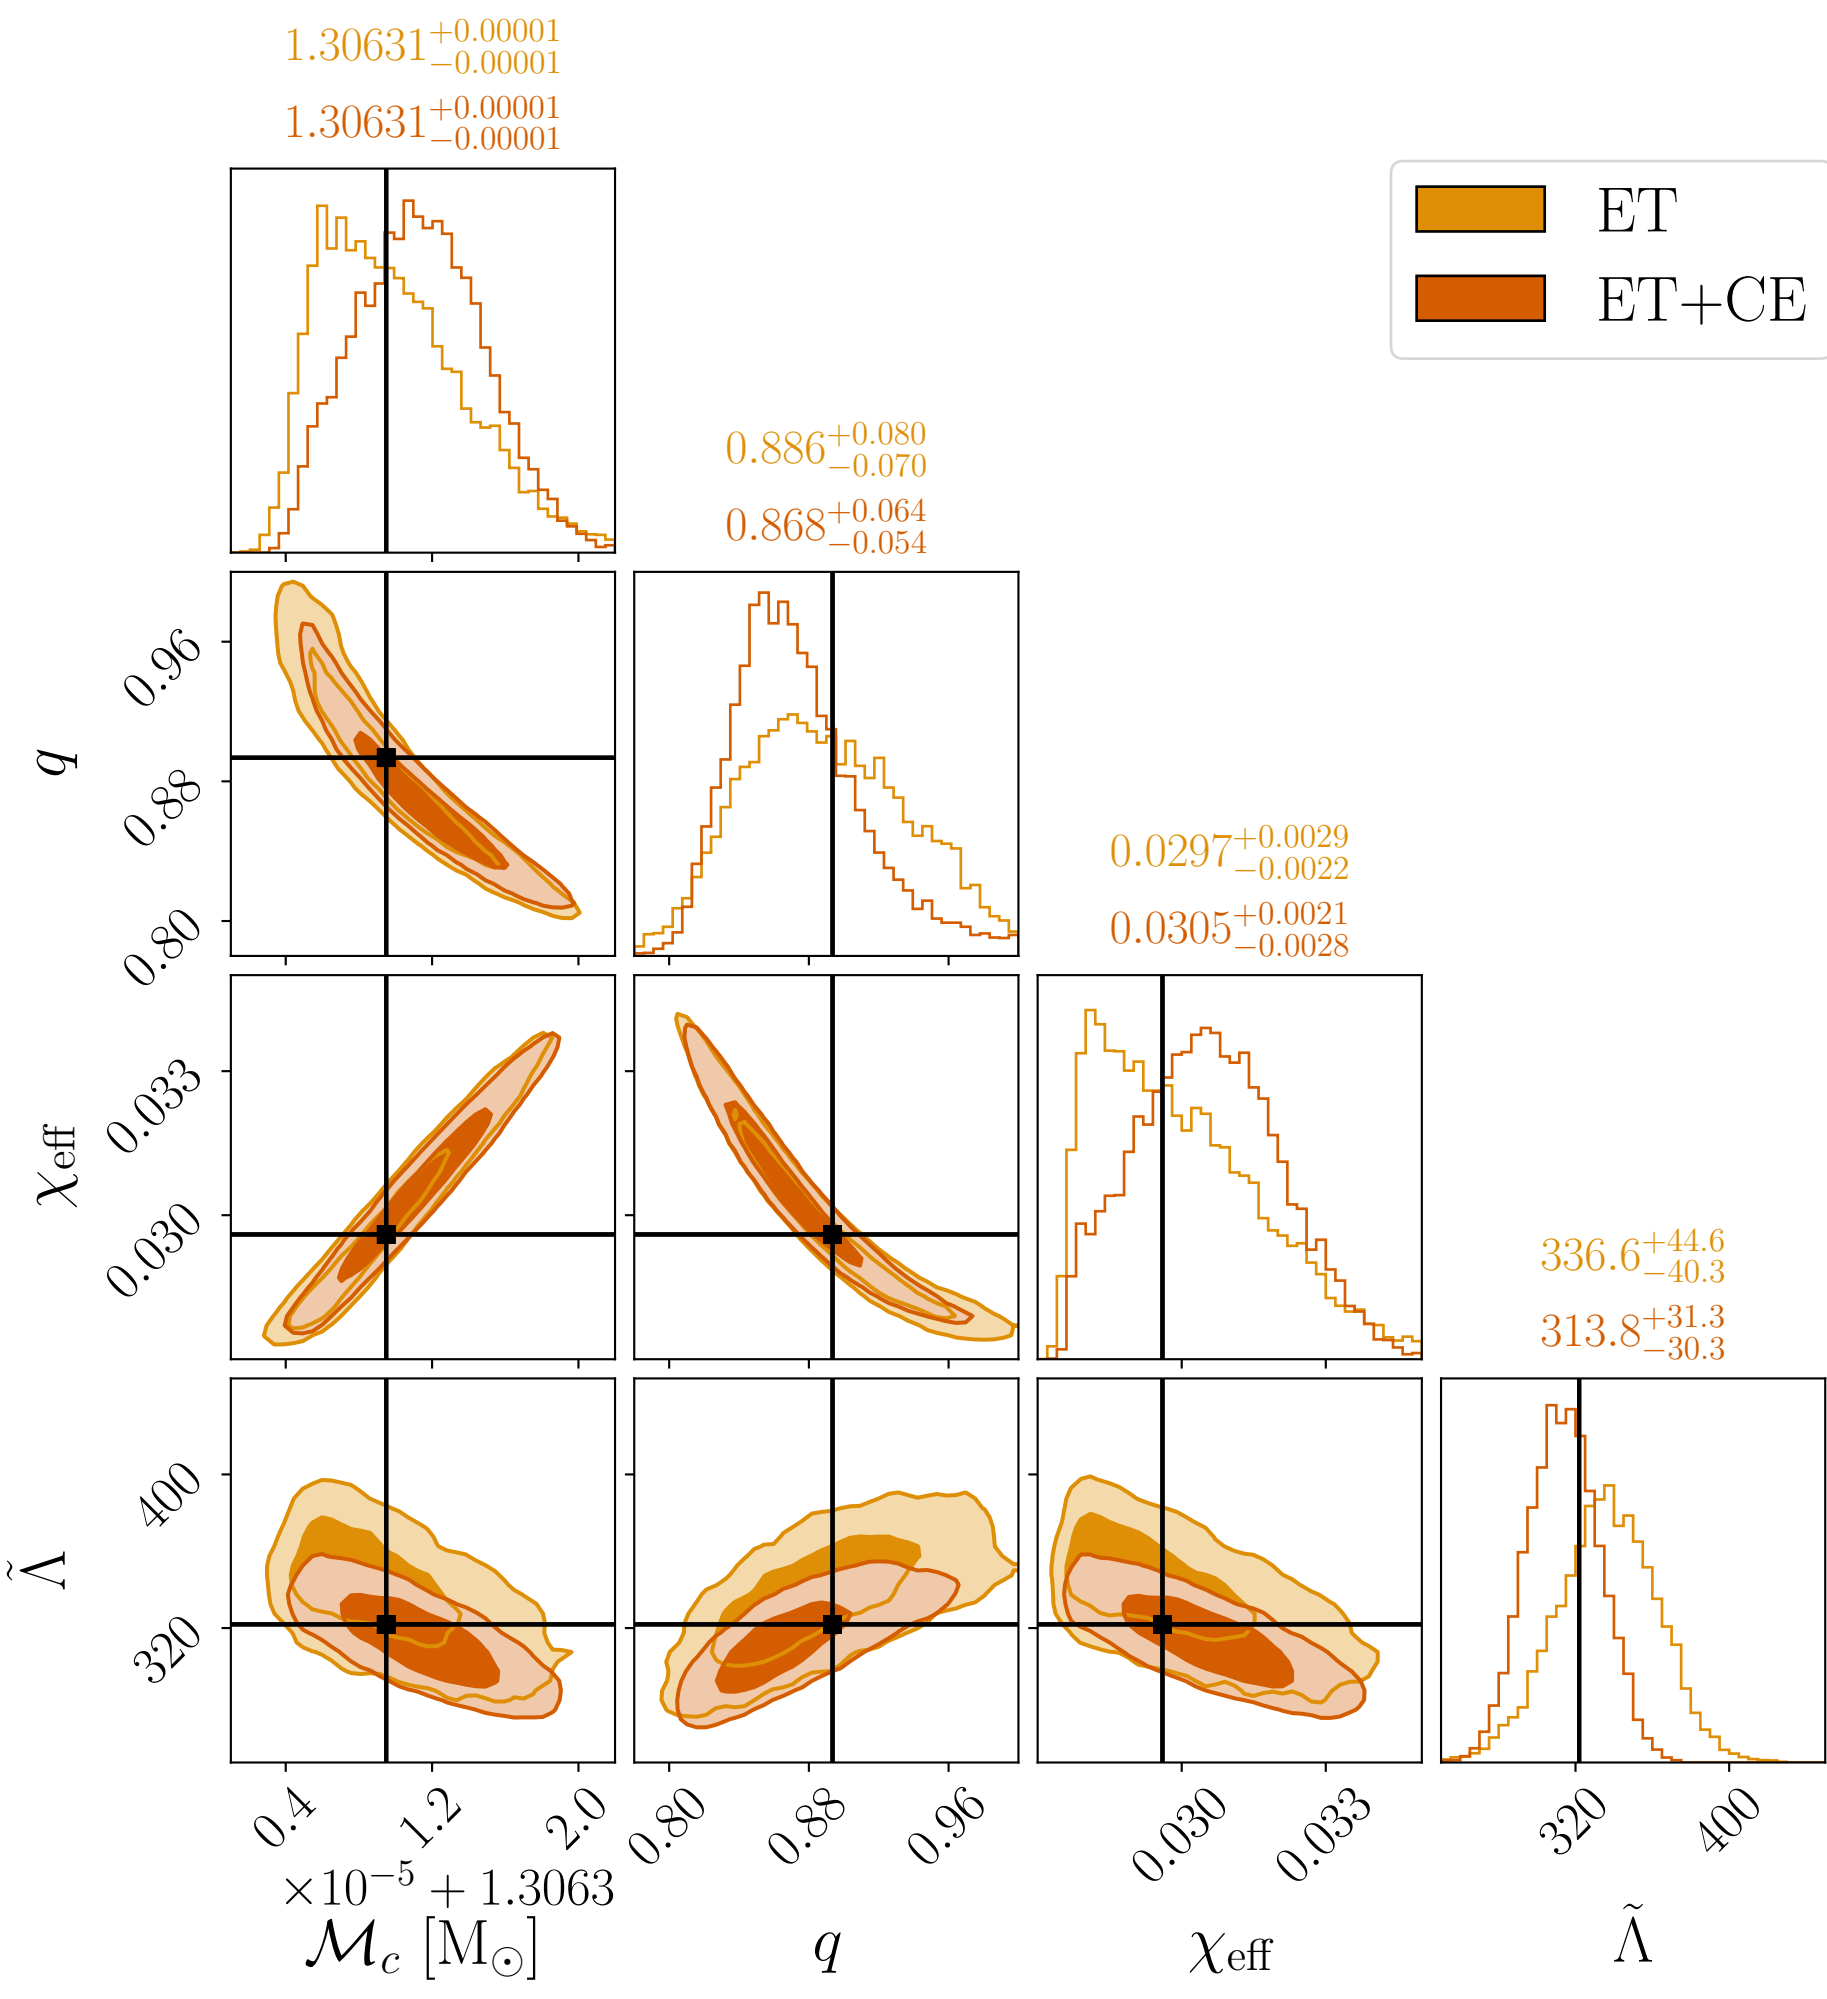 1.30631+0.00001−0.00001
1.30631+0.00001−0.00001
ET
ET+CE
0.886+0.080−0.070
0.868+0.064−0.054
0.96
0.88
0.80
q
0.0297+0.0029−0.0022
0.0305+0.0021−0.0028
0.033
0.030
χeff
336.6+44.6−40.3
313.8+31.3−30.3
400
320
Λ̃
0.4 1.2 2.0
0.80 0.88 0.96
0.030 0.033
320 400
×10⁻⁵ + 1.3063
ℳc [M⊙]
q
χeff
Λ̃